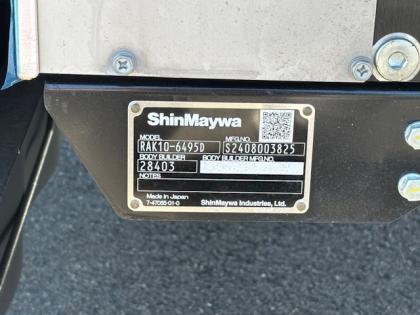 ShinMaywa
MODEL MFG.NO.
RAK10-6495D S2408003825
BODY BUILDER BODY BUILDER MFG.NO.
28403
NOTES
Made in Japan
7-47055-01-0 ShinMaywa Industries, Ltd.